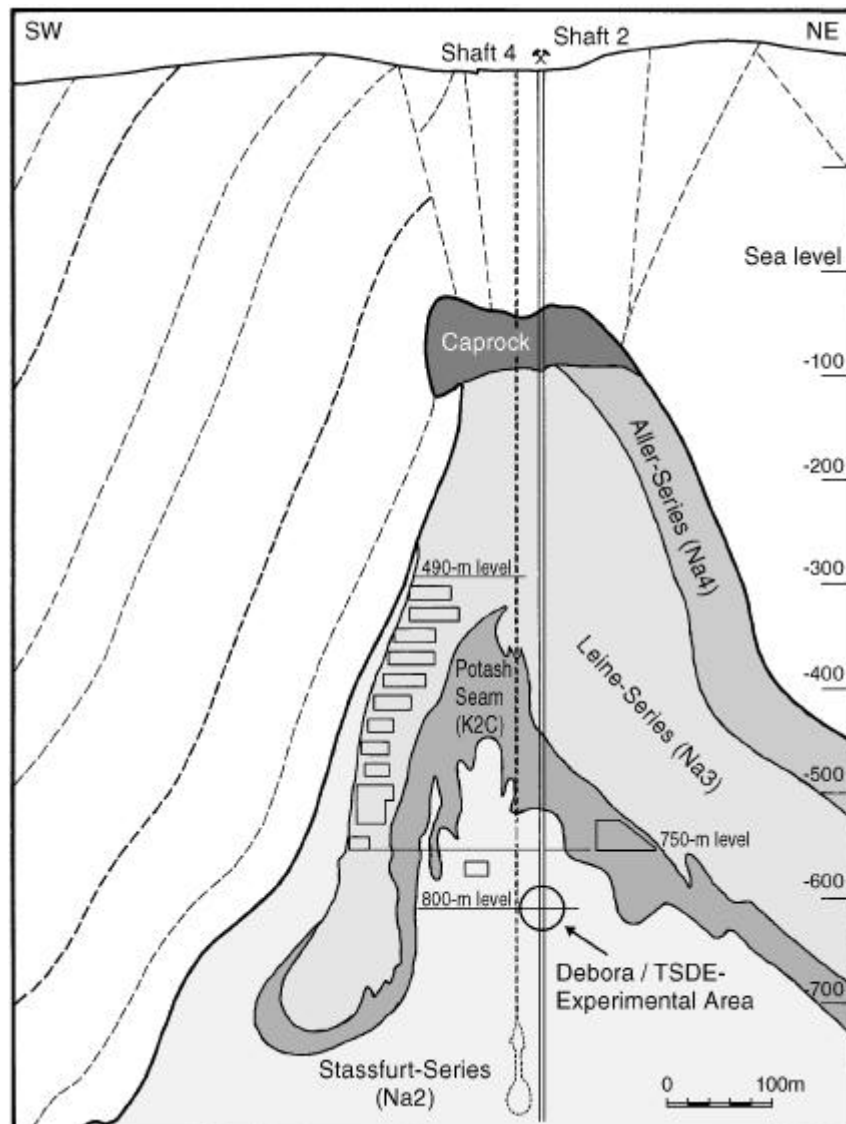 SW
NE
Shaft 4
Shaft 2
Sea level
Caprock
-100
Aller-Series (Na4)
-200
490-m level
-300
Potash
Seam
(K2C)
Leine-Series (Na3)
-400
-500
750-m level
-600
800-m level
Debora / TSDE-
Experimental Area
-700
Stassfurt-Series
(Na2)
0
100m